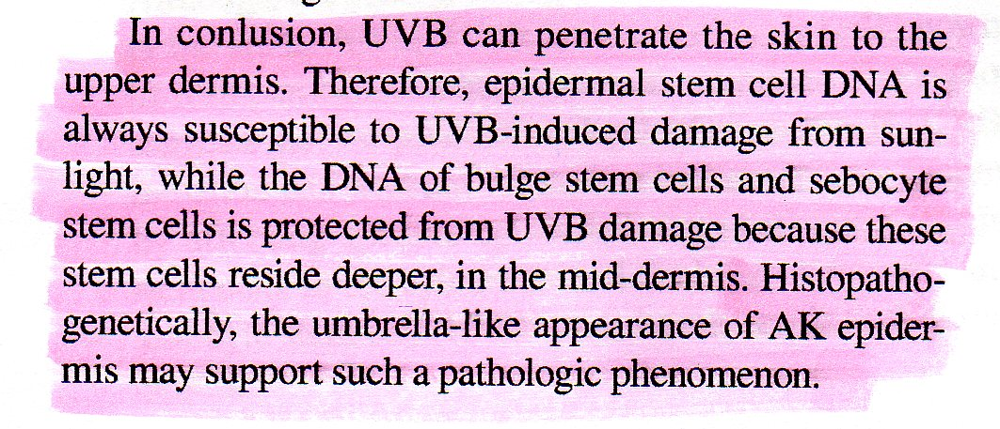 In conlusion, UVB can penetrate the skin to the
upper dermis. Therefore, epidermal stem cell DNA is
always susceptible to UVB-induced damage from sun-
light, while the DNA of bulge stem cells and sebocyte
stem cells is protected from UVB damage because these
stem cells reside deeper, in the mid-dermis. Histopatho-
genetically, the umbrella-like appearance of AK epider-
mis may support such a pathologic phenomenon.